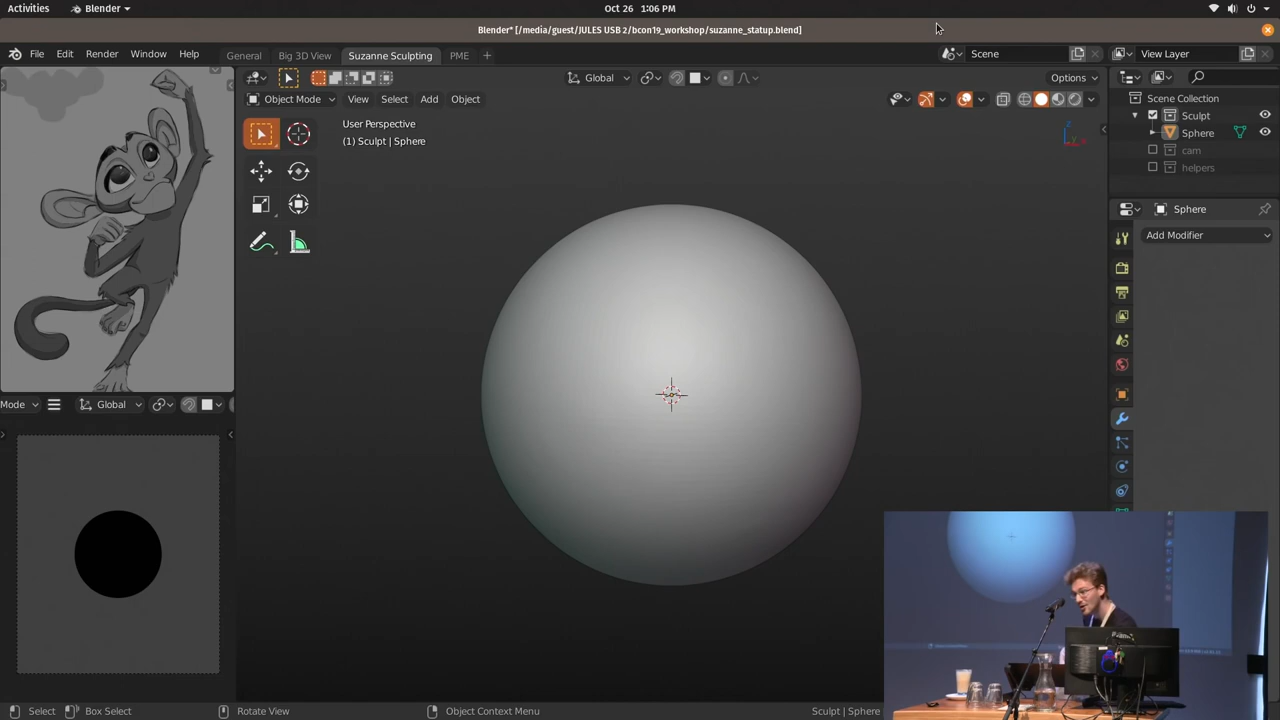 Activities Blender Oct 26 1:06 PM
Blender* [/media/guest/JULES USB 2/bcon19_workshop/suzanne_statup.blend]
File Edit Render Window Help General Big 3D View Suzanne Sculpting PME + Scene View Layer
Global Options
Object Mode View Select Add Object
User Perspective
(1) Sculpt | Sphere
Scene Collection
Sculpt
Sphere
cam
helpers
Sphere
Add Modifier
Mode Global
Select Box Select Rotate View Object Context Menu Sculpt | Sphere